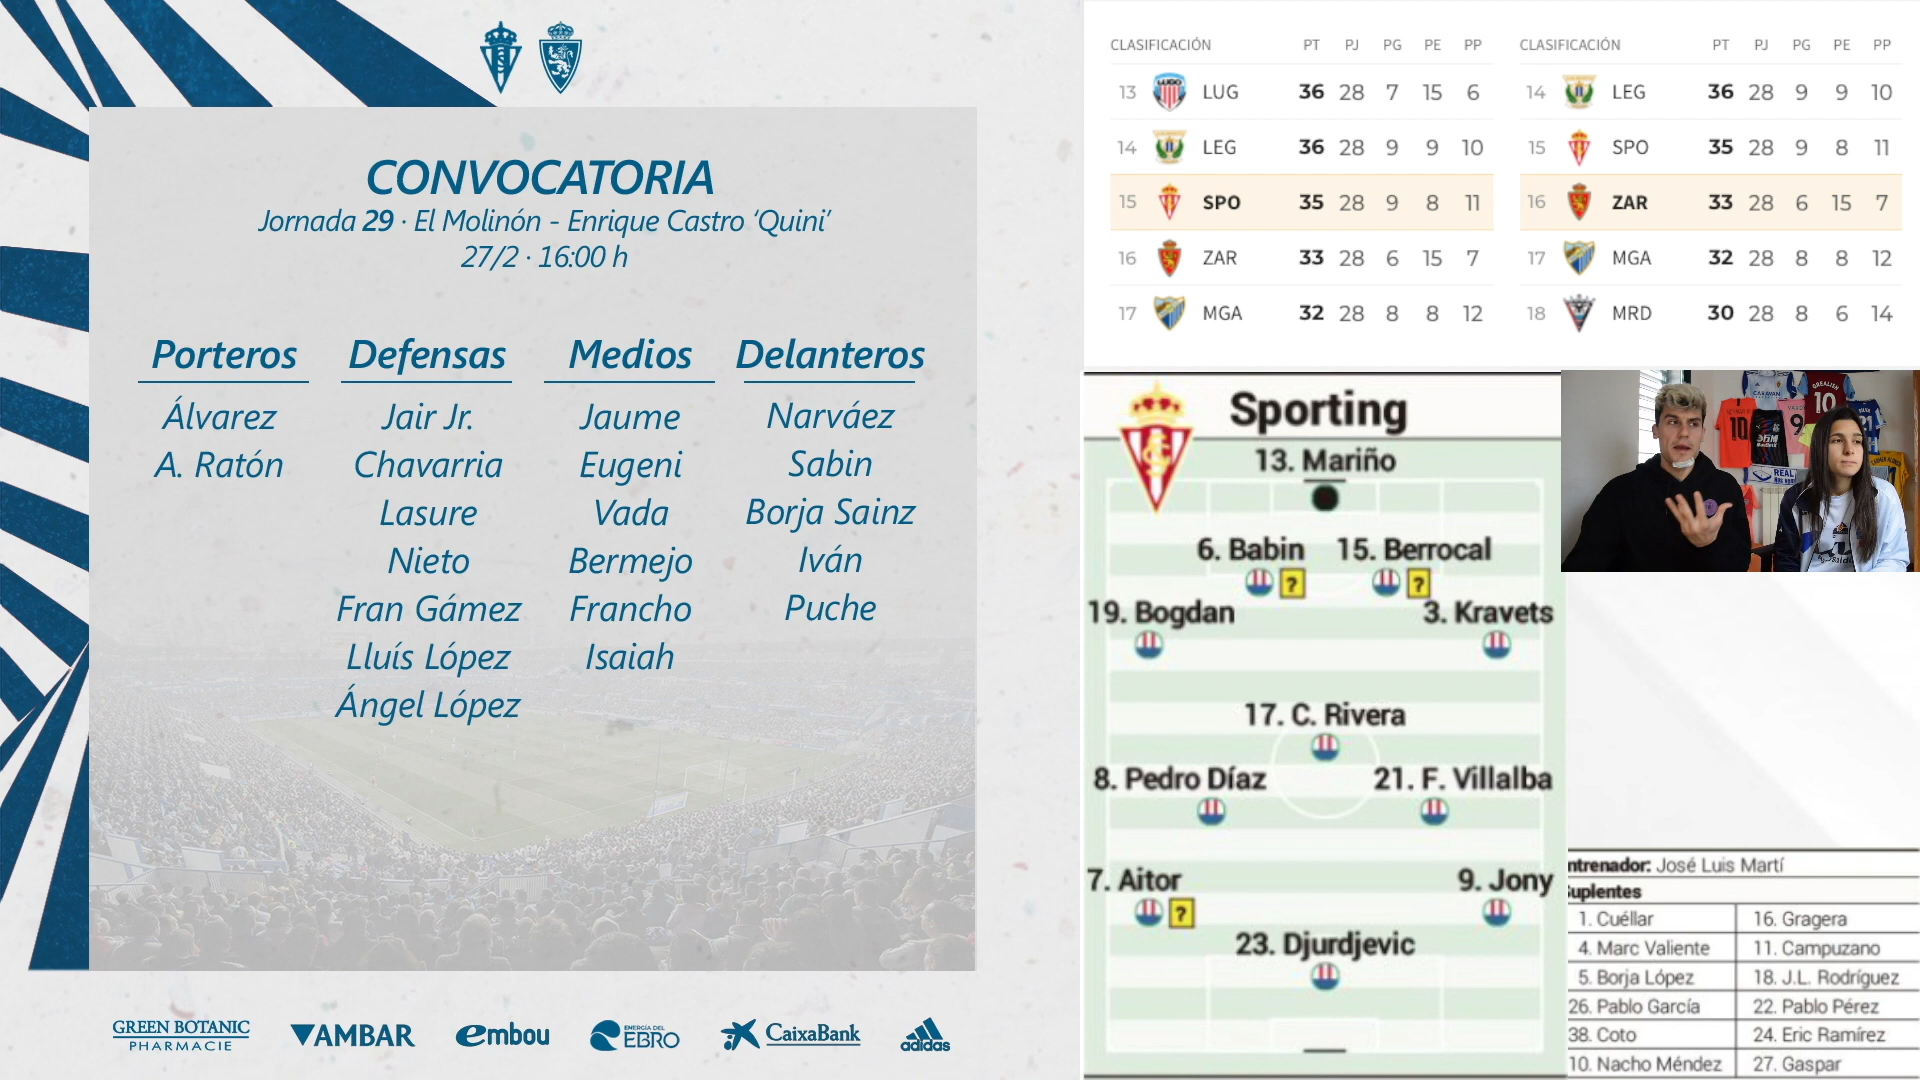 CONVOCATORIA
Jornada 29 · El Molinón - Enrique Castro ‘Quini’
27/2 · 16:00 h
Porteros
Álvarez
A. Ratón
Defensas
Jair Jr.
Chavarria
Lasure
Nieto
Fran Gámez
Lluís López
Ángel López
Medios
Jaume
Eugeni
Vada
Bermejo
Francho
Isaiah
Delanteros
Narváez
Sabin
Borja Sainz
Iván
Puche
GREEN BOTANIC
PHARMACIE
AMBAR
embou
ENERGÍA DEL
EBRO
CaixaBank
adidas
CLASIFICACIÓN PT PJ PG PE PP
13 LUG 36 28 7 15 6
14 LEG 36 28 9 9 10
15 SPO 35 28 9 8 11
16 ZAR 33 28 6 15 7
17 MGA 32 28 8 8 12
CLASIFICACIÓN PT PJ PG PE PP
14 LEG 36 28 9 9 10
15 SPO 35 28 9 8 11
16 ZAR 33 28 6 15 7
17 MGA 32 28 8 8 12
18 MRD 30 28 8 6 14
Sporting
13. Mariño
6. Babin 15. Berrocal
? ?
19. Bogdan 3. Kravets
17. C. Rivera
8. Pedro Díaz 21. F. Villalba
7. Aitor 9. Jony
?
23. Djurdjevic
GREALISH
10
10
9
21
REAL
ntrenador: José Luis Martí
uplentes
1. Cuéllar 16. Gragera
4. Marc Valiente 11. Campuzano
5. Borja López 18. J.L. Rodríguez
26. Pablo García 22. Pablo Pérez
38. Coto 24. Eric Ramírez
10. Nacho Méndez 27. Gaspar